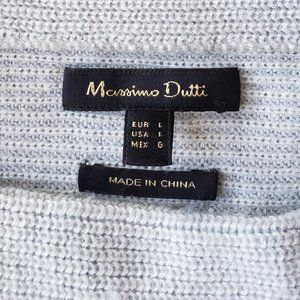 Massimo Dutti
EUR L
USA L
MEX G
MADE IN CHINA